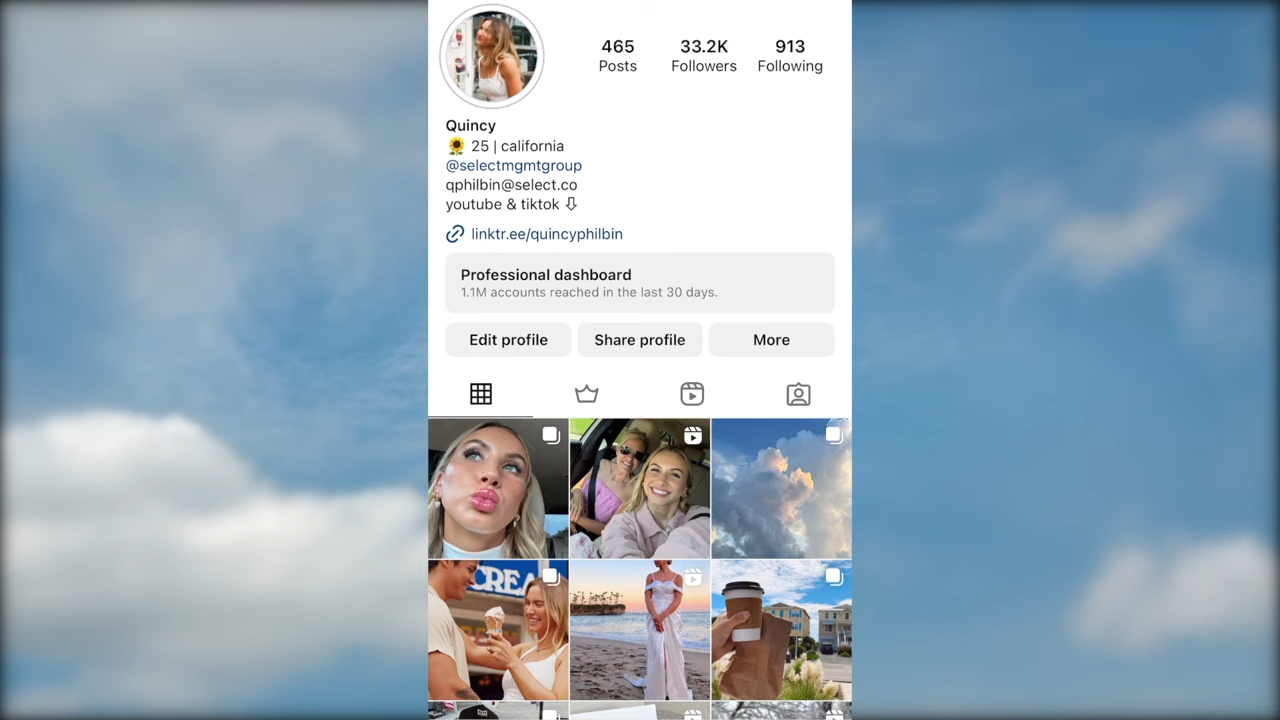 465
33.2K
913
Posts
Followers
Following
Quincy
25 | california
@selectmgmtgroup
qphilbin@select.co
youtube & tiktok
linktr.ee/quincyphilbin
Professional dashboard
1.1M accounts reached in the last 30 days.
Edit profile
Share profile
More
CREA